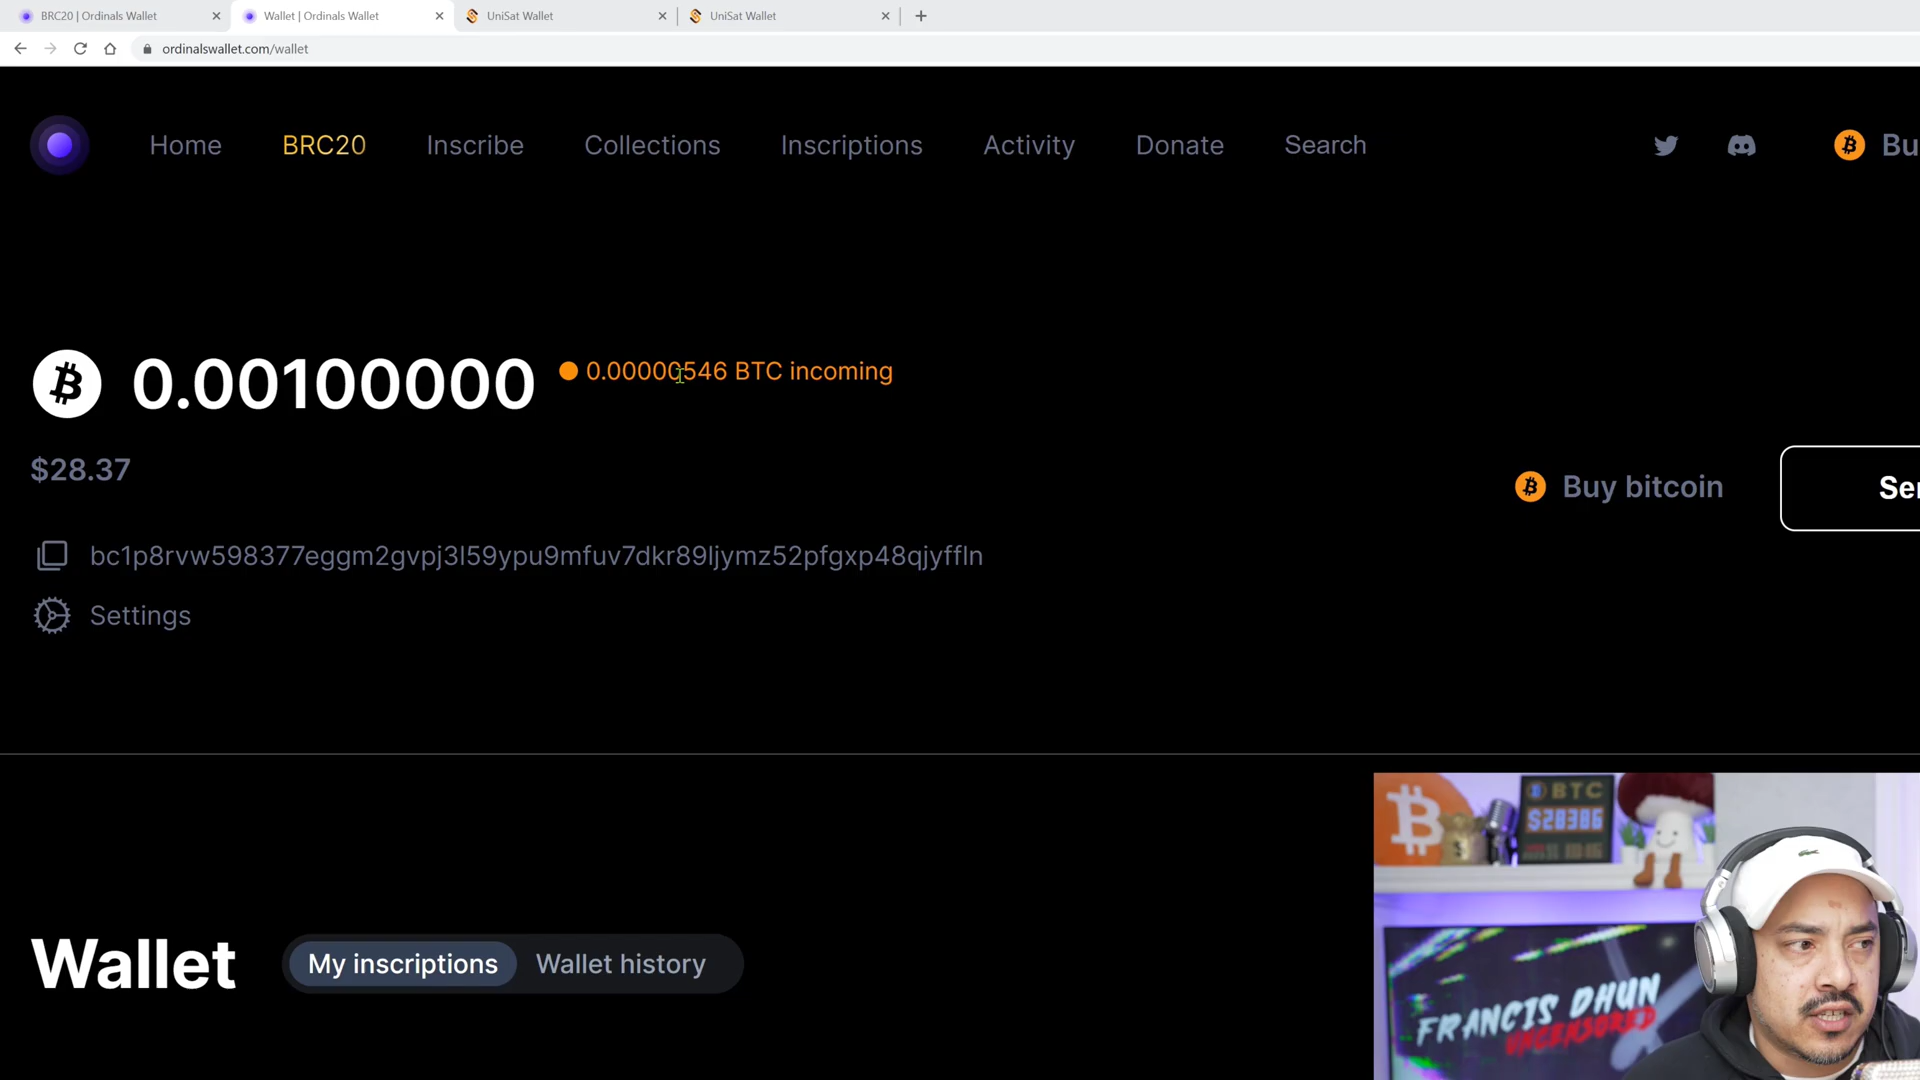 BRC20 | Ordinals Wallet
Wallet | Ordinals Wallet
UniSat Wallet
UniSat Wallet
ordinalswallet.com/wallet
Home
BRC20
Inscribe
Collections
Inscriptions
Activity
Donate
Search
Bu
0.00100000
0.00000546 BTC incoming
$28.37
Buy bitcoin
Se
bc1p8rvw598377eggm2gvpj3l59ypu9mfuv7dkr89ljymz52pfgxp48qjyffln
Settings
Wallet
My inscriptions
Wallet history
BTC
$28386
FRANCIS DHUN
UNCENSORED